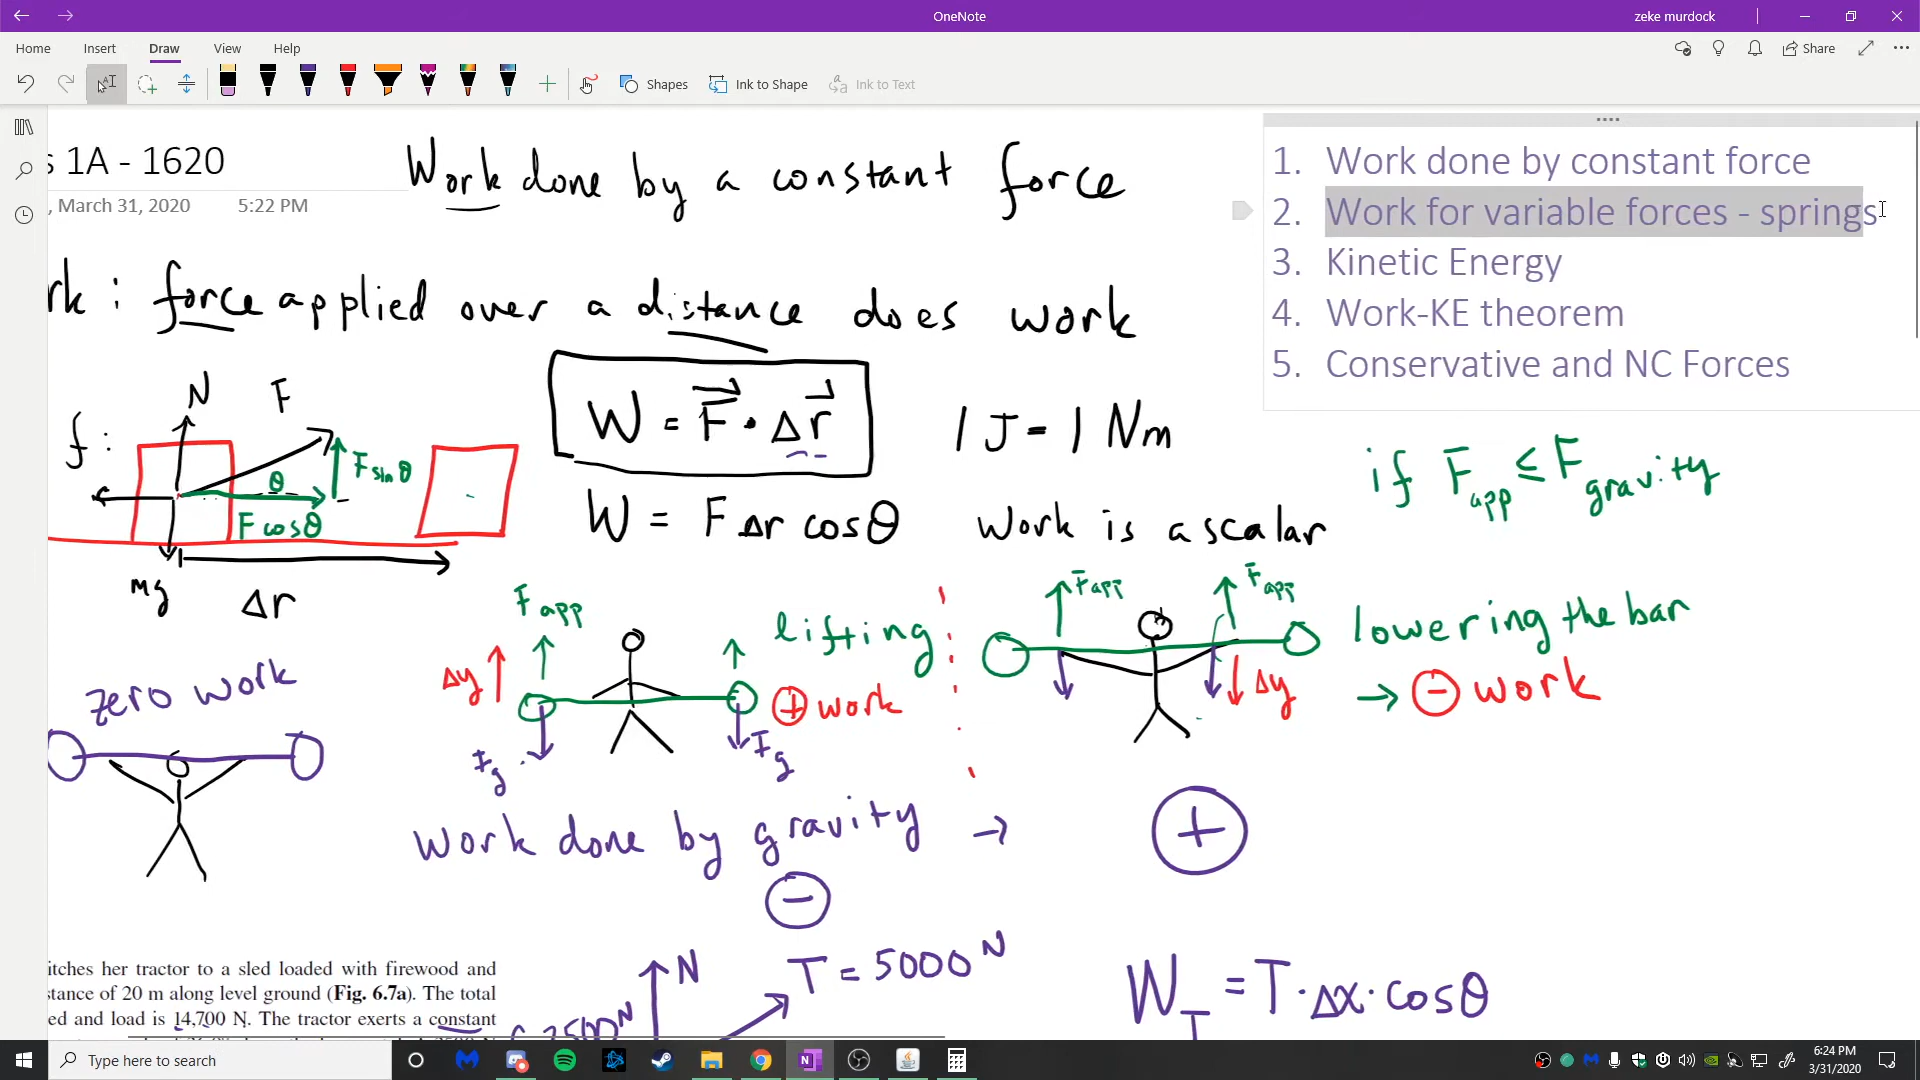 OneNote
zeke murdock
Home Insert Draw View Help
Share
Shapes Ink to Shape Ink to Text
s 1A - 1620
, March 31, 2020 5:22 PM
Work done by a constant force
1. Work done by constant force
2. Work for variable forces - springs
3. Kinetic Energy
4. Work-KE theorem
5. Conservative and NC Forces
rk : force applied over a distance does work
N F
f :
θ F sin θ
F cosθ
mg Δr
W = F · Δr
1 J = 1 Nm
W = F Δr cosθ
Work is a scalar
if Fapp ≤ Fgravity
zero work
Fapp
Δy
lifting
+ work
Fg Fg
Fapp Fapp
Δy
lowering the bar
→ - work
Work done by gravity → +
-
itches her tractor to a sled loaded with firewood and
stance of 20 m along level ground (Fig. 6.7a). The total
ed and load is 14,700 N. The tractor exerts a constant
N
T = 5000 N
3500 N
WT = T · Δx · cosθ
Type here to search
6:24 PM
3/31/2020